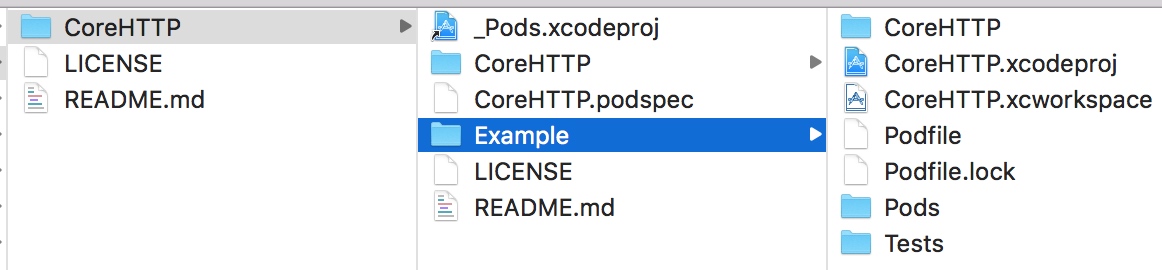 CoreHTTP
LICENSE
README.md
_Pods.xcodeproj
CoreHTTP
CoreHTTP.podspec
Example
LICENSE
README.md
CoreHTTP
CoreHTTP.xcodeproj
CoreHTTP.xcworkspace
Podfile
Podfile.lock
Pods
Tests